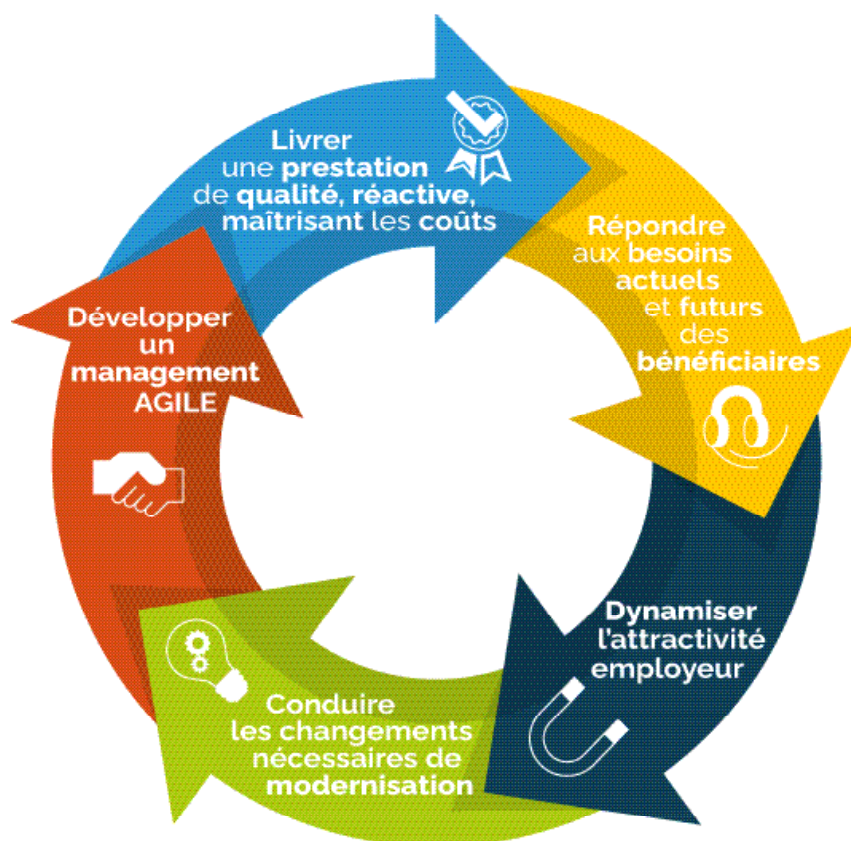 Livrer
une prestation
de qualité, réactive,
maîtrisant les coûts
Répondre
aux besoins
actuels
et futurs
des
bénéficiaires
Dynamiser
l'attractivité
employeur
Conduire
les changements
nécessaires de
modernisation
Développer
un
management
AGILE